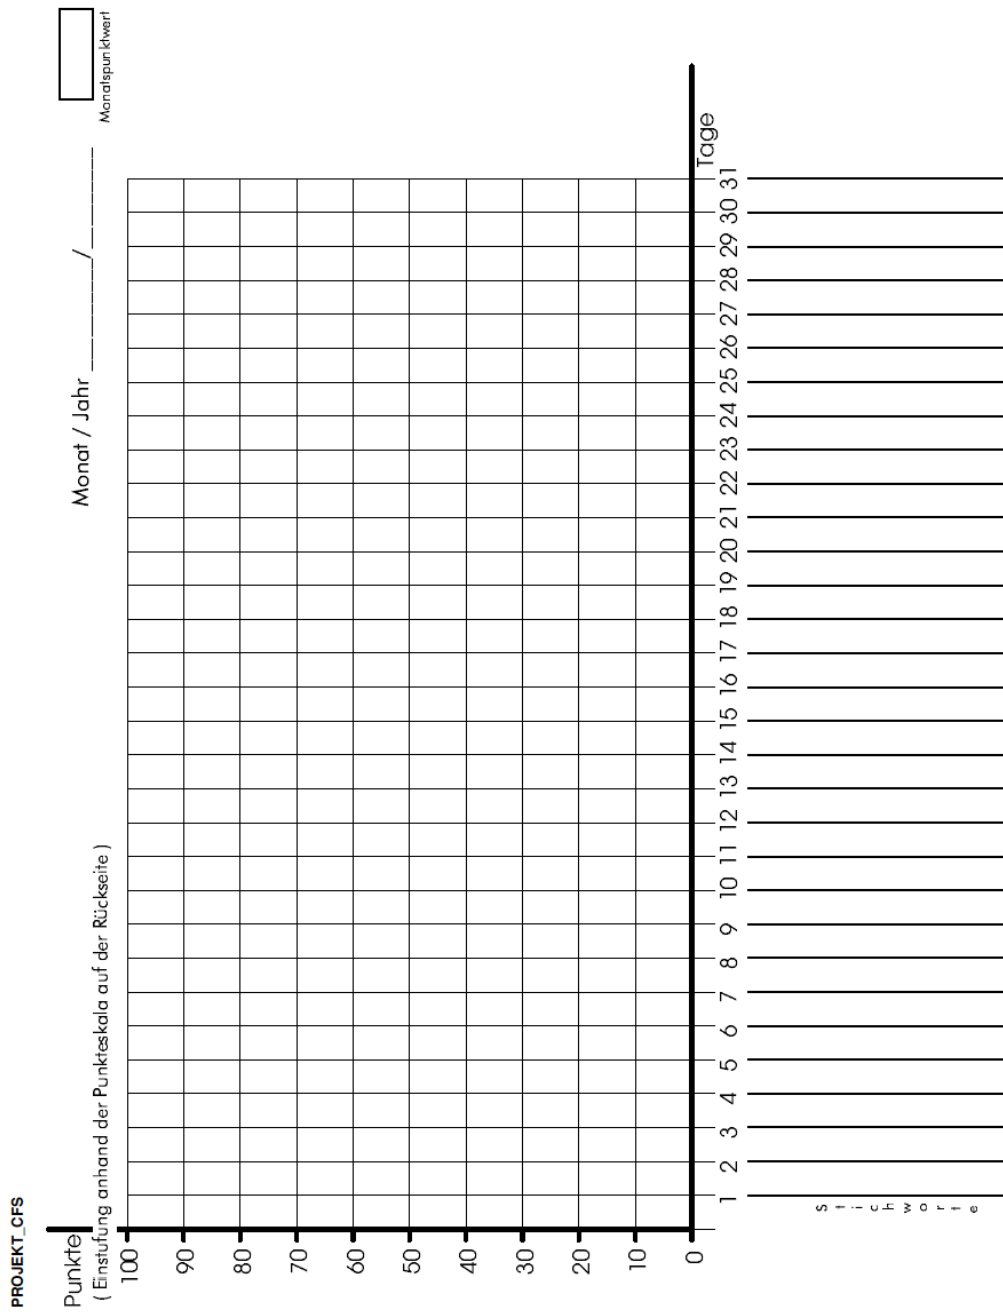 PROJEKT_CFS
Punkte
( Einstufung anhand der Punkteskala auf der Rückseite )
Monat / Jahr ________/________
Monatspunktwert
100
90
80
70
60
50
40
30
20
10
0
Tage
1 2 3 4 5 6 7 8 9 10 11 12 13 14 15 16 17 18 19 20 21 22 23 24 25 26 27 28 29 30 31
Stichworte